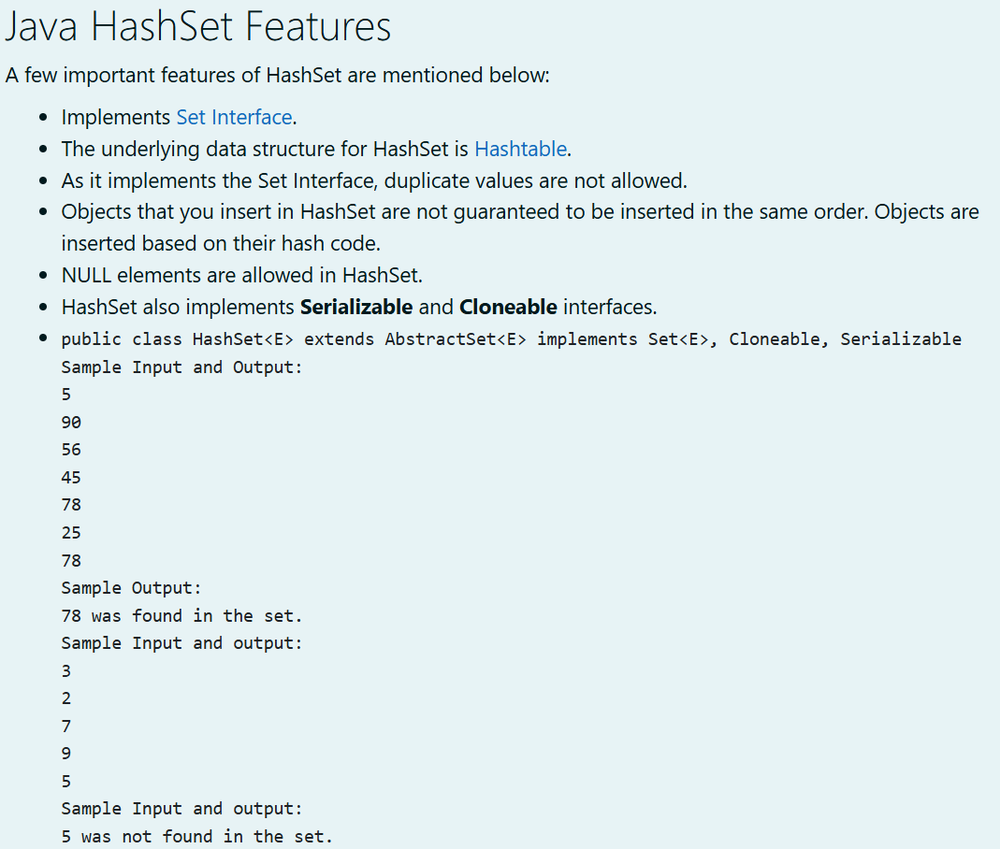 Java HashSet Features
A few important features of HashSet are mentioned below:
• Implements Set Interface.
• The underlying data structure for HashSet is Hashtable.
• As it implements the Set Interface, duplicate values are not allowed.
• Objects that you insert in HashSet are not guaranteed to be inserted in the same order. Objects are
inserted based on their hash code.
• NULL elements are allowed in HashSet.
• HashSet also implements Serializable and Cloneable interfaces.
• public class HashSet<E> extends AbstractSet<E> implements Set<E>, Cloneable, Serializable
Sample Input and Output:
5
90
56
45
78
25
78
Sample Output:
78 was found in the set.
Sample Input and output:
3
2
7
9
5
Sample Input and output:
5 was not found in the set.